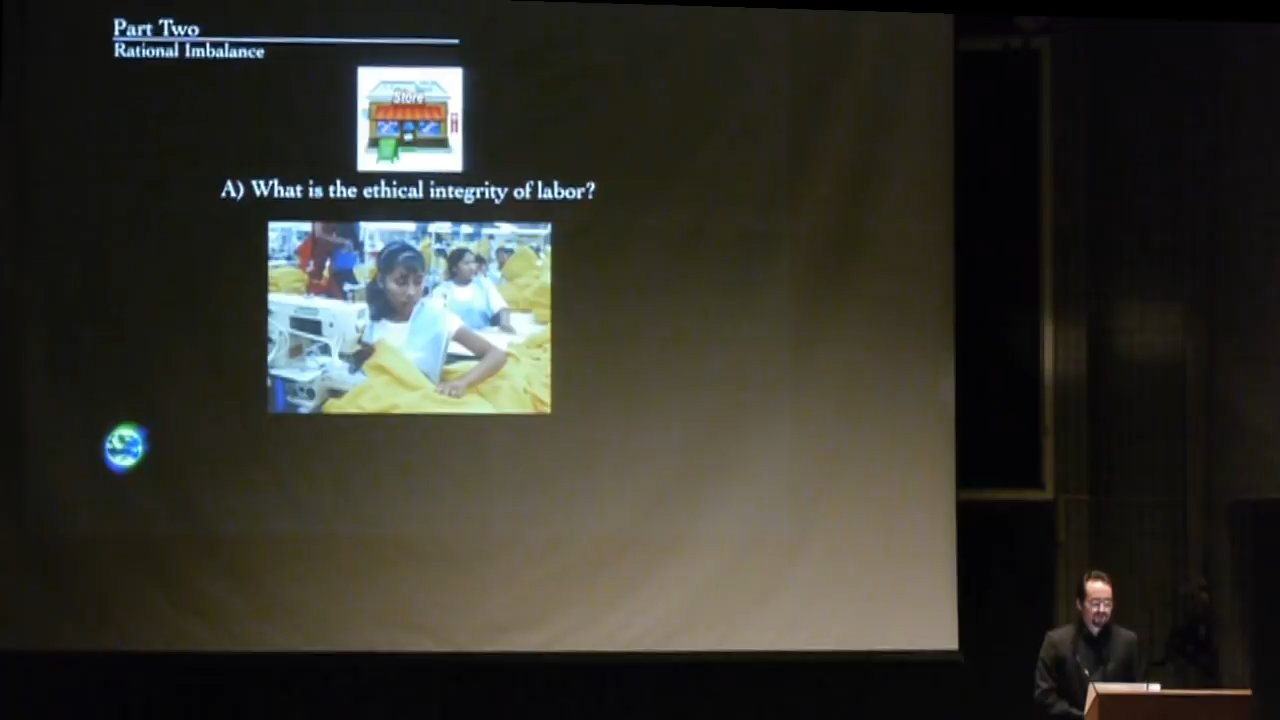 Part Two
Rational Imbalance
Store
A) What is the ethical integrity of labor?